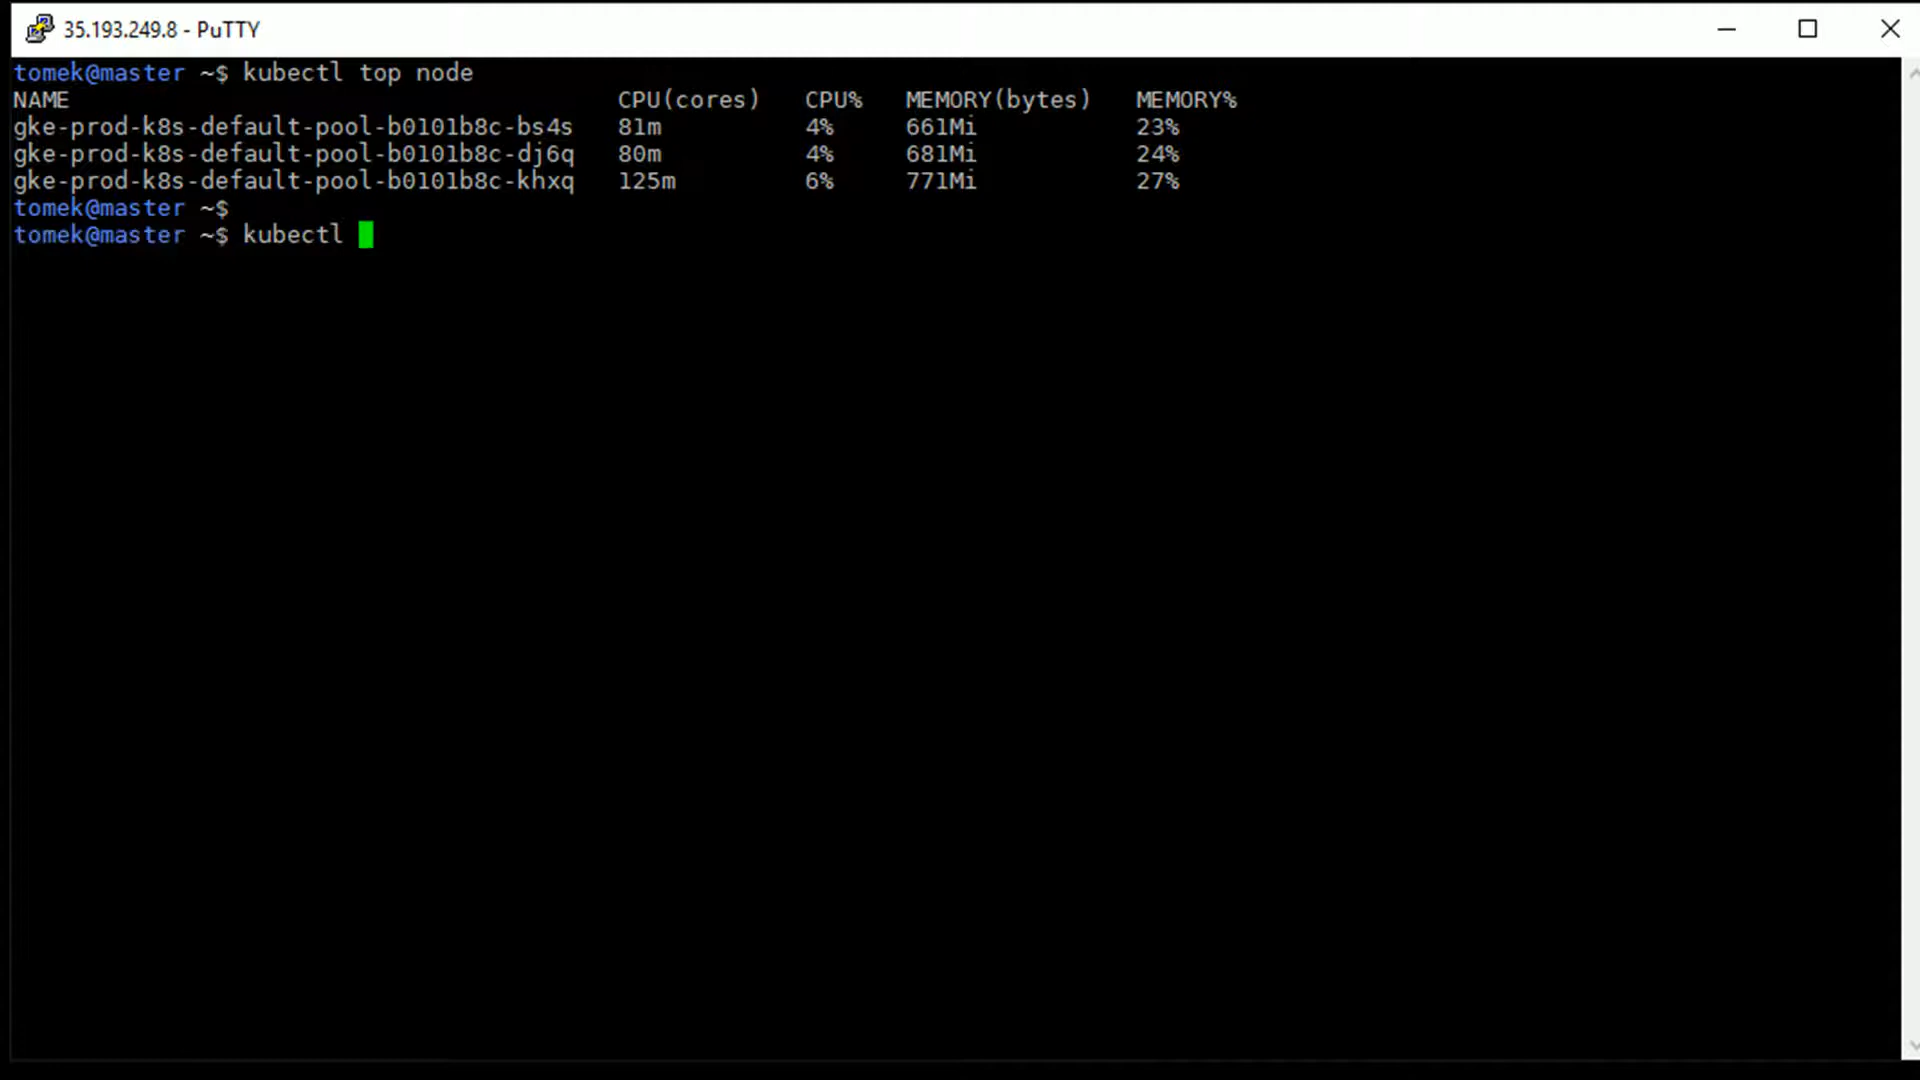 35.193.249.8 - PuTTY
tomek@master ~$ kubectl top node
NAME CPU(cores) CPU% MEMORY(bytes) MEMORY%
gke-prod-k8s-default-pool-b0101b8c-bs4s 81m 4% 661Mi 23%
gke-prod-k8s-default-pool-b0101b8c-dj6q 80m 4% 681Mi 24%
gke-prod-k8s-default-pool-b0101b8c-khxq 125m 6% 771Mi 27%
tomek@master ~$
tomek@master ~$ kubectl